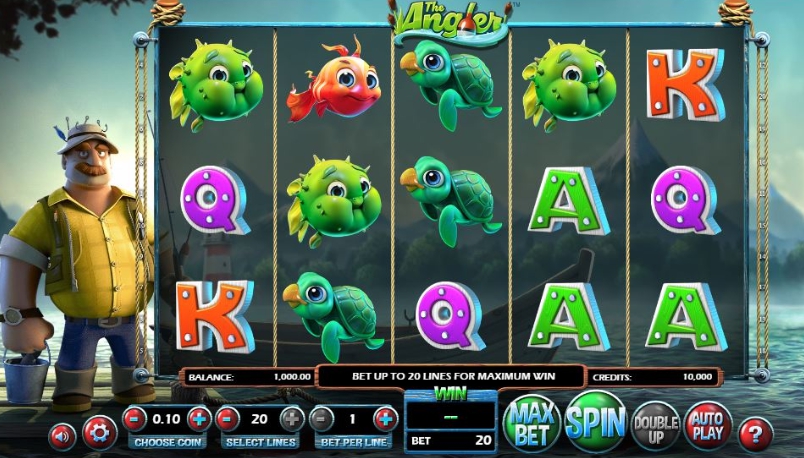 The
Angler™
K
Q A Q
K Q A A
BALANCE: 1,000.00 BET UP TO 20 LINES FOR MAXIMUM WIN CREDITS: 10,000
WIN
--
- 0.10 + - 20 + - 1 +
CHOOSE COIN SELECT LINES BET PER LINE
BET 20
MAX BET
SPIN
DOUBLE UP
AUTO PLAY
?